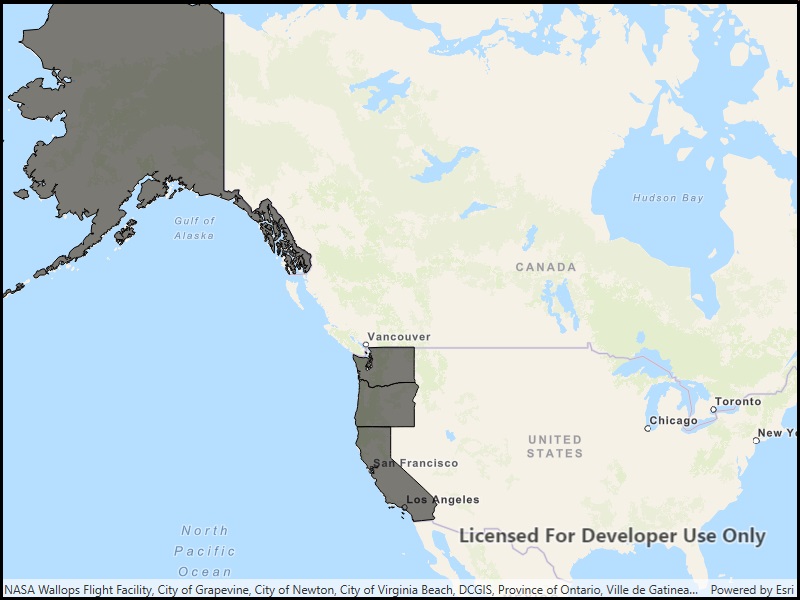 Hudson Bay
Gulf of
Alaska
CANADA
Vancouver
Toronto
Chicago
New Yo
UNITED
STATES
San Francisco
Los Angeles
North
Pacific
Ocean
Licensed For Developer Use Only
NASA Wallops Flight Facility, City of Grapevine, City of Newton, City of Virginia Beach, DCGIS, Province of Ontario, Ville de Gatinea... Powered by Esri